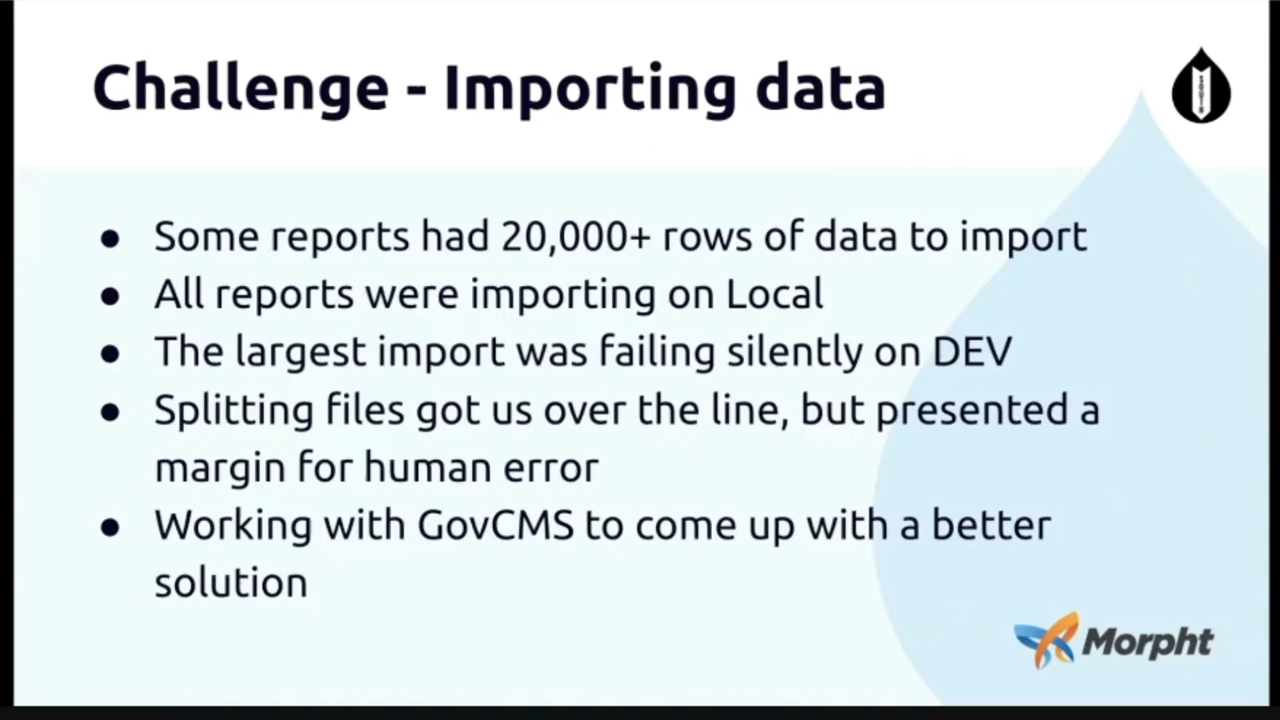 Challenge - Importing data
● Some reports had 20,000+ rows of data to import
● All reports were importing on Local
● The largest import was failing silently on DEV
● Splitting files got us over the line, but presented a
margin for human error
● Working with GovCMS to come up with a better
solution
Morpht